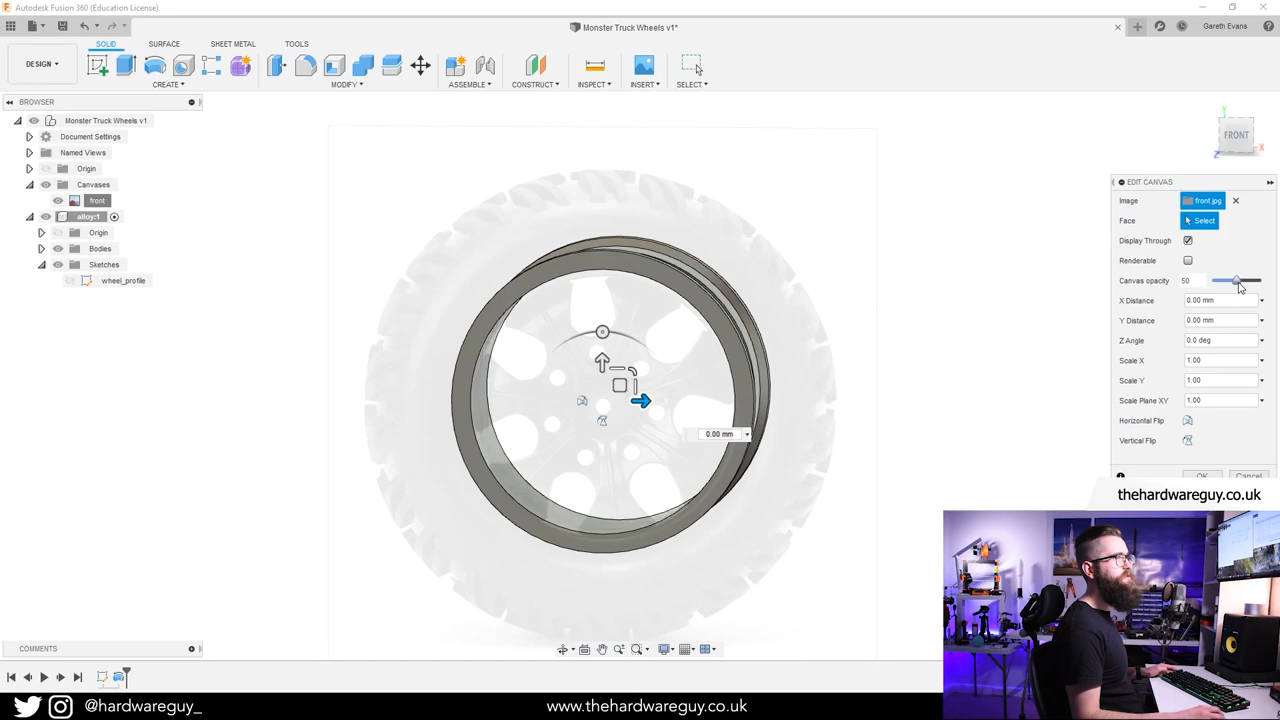 Autodesk Fusion 360 (Education License)
Monster Truck Wheels v1*
Gareth Evans
SOLID SURFACE SHEET METAL TOOLS
DESIGN
CREATE MODIFY ASSEMBLE CONSTRUCT INSPECT INSERT SELECT
BROWSER
Monster Truck Wheels v1
Document Settings
Named Views
Origin
Canvases
front
alloy:1
Origin
Bodies
Sketches
wheel_profile
Y
FRONT
X
Z
EDIT CANVAS
Image front.jpg
Face Select
Display Through
Renderable
Canvas opacity 50
X Distance 0.00 mm
Y Distance 0.00 mm
Z Angle 0.0 deg
Scale X 1.00
Scale Y 1.00
Scale Plane XY 1.00
Horizontal Flip
Vertical Flip
OK Cancel
0.00 mm
thehardwareguy.co.uk
COMMENTS
@hardwareguy_
www.thehardwareguy.co.uk